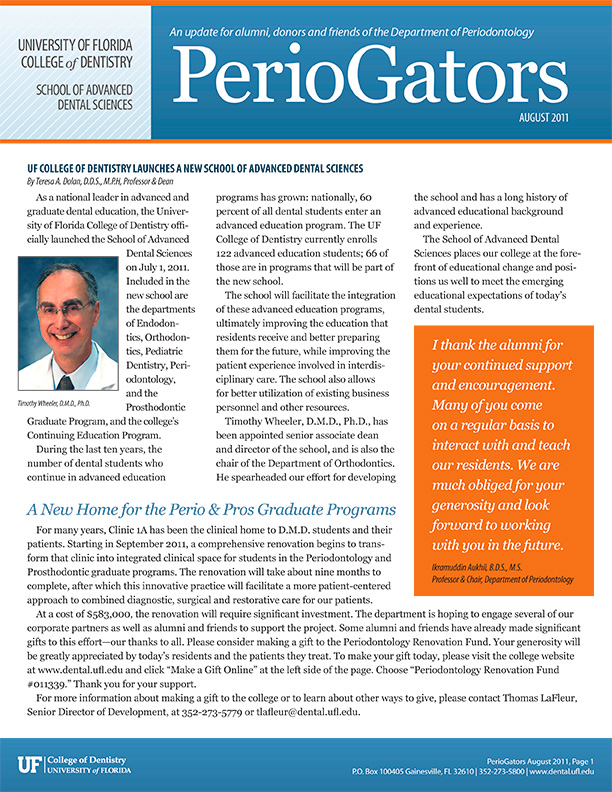 UNIVERSITY OF FLORIDA
COLLEGE of DENTISTRY
SCHOOL OF ADVANCED
DENTAL SCIENCES
An update for alumni, donors and friends of the Department of Periodontology
PerioGators
AUGUST 2011
UF COLLEGE OF DENTISTRY LAUNCHES A NEW SCHOOL OF ADVANCED DENTAL SCIENCES
By Teresa A. Dolan, D.D.S., M.P.H, Professor & Dean
As a national leader in advanced and
graduate dental education, the Univer-
sity of Florida College of Dentistry offi-
cially launched the School of Advanced
Dental Sciences
on July 1, 2011.
Included in the
new school are
the departments
of Endodon-
tics, Orthodon-
tics, Pediatric
Dentistry, Peri-
odontology,
and the
Prosthodontic
Timothy Wheeler, D.M.D., Ph.D.
Graduate Program, and the college's
Continuing Education Program.
During the last ten years, the
number of dental students who
continue in advanced education
programs has grown: nationally, 60
percent of all dental students enter an
advanced education program. The UF
College of Dentistry currently enrolls
122 advanced education students; 66 of
those are in programs that will be part of
the new school.
The school will facilitate the integration
of these advanced education programs,
ultimately improving the education that
residents receive and better preparing
them for the future, while improving the
patient experience involved in interdis-
ciplinary care. The school also allows
for better utilization of existing business
personnel and other resources.
Timothy Wheeler, D.M.D., Ph.D., has
been appointed senior associate dean
and director of the school, and is also the
chair of the Department of Orthodontics.
He spearheaded our effort for developing
the school and has a long history of
advanced educational background
and experience.
The School of Advanced Dental
Sciences places our college at the fore-
front of educational change and posi-
tions us well to meet the emerging
educational expectations of today's
dental students.
I thank the alumni for
your continued support
and encouragement.
Many of you come
on a regular basis to
interact with and teach
our residents. We are
much obliged for your
generosity and look
forward to working
with you in the future.
Ikramuddin Aukhil, B.D.S., M.S.
Professor & Chair, Department of Periodontology
A New Home for the Perio & Pros Graduate Programs
For many years, Clinic 1A has been the clinical home to D.M.D. students and their
patients. Starting in September 2011, a comprehensive renovation begins to trans-
form that clinic into integrated clinical space for students in the Periodontology and
Prosthodontic graduate programs. The renovation will take about nine months to
complete, after which this innovative practice will facilitate a more patient-centered
approach to combined diagnostic, surgical and restorative care for our patients.
At a cost of $583,000, the renovation will require significant investment. The department is hoping to engage several of our
corporate partners as well as alumni and friends to support the project. Some alumni and friends have already made significant
gifts to this effort—our thanks to all. Please consider making a gift to the Periodontology Renovation Fund. Your generosity will
be greatly appreciated by today's residents and the patients they treat. To make your gift today, please visit the college website
at www.dental.ufl.edu and click "Make a Gift Online" at the left side of the page. Choose "Periodontology Renovation Fund
#011339." Thank you for your support.
For more information about making a gift to the college or to learn about other ways to give, please contact Thomas LaFleur,
Senior Director of Development, at 352-273-5779 or tlafleur@dental.ufl.edu.
UF College of Dentistry
UNIVERSITY of FLORIDA
PerioGators August 2011, Page 1
P.O. Box 100405 Gainesville, FL 32610 | 352-273-5800 | www.dental.ufl.edu